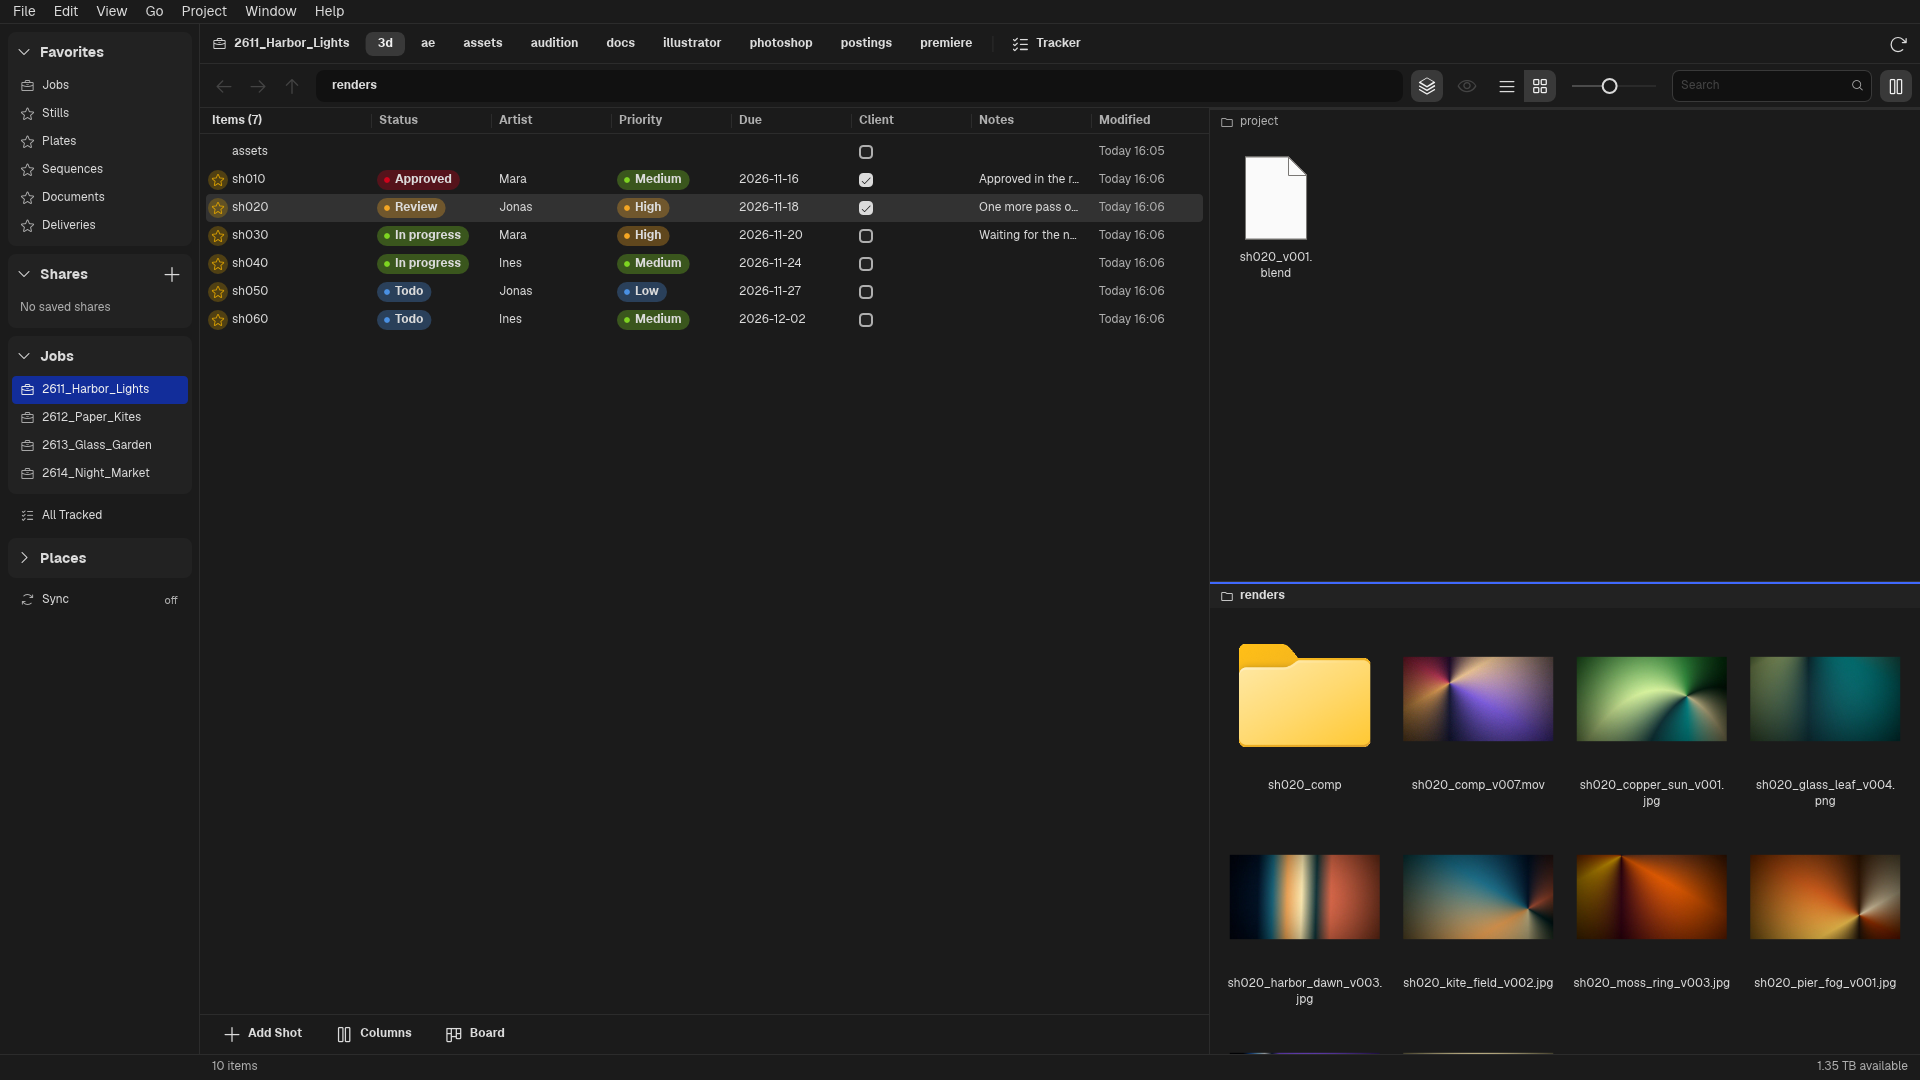 File Edit View Go Project Window Help
Favorites
Jobs
Stills
Plates
Sequences
Documents
Deliveries
Shares
No saved shares
Jobs
2611_Harbor_Lights
2612_Paper_Kites
2613_Glass_Garden
2614_Night_Market
All Tracked
Places
Sync off
2611_Harbor_Lights 3d ae assets audition docs illustrator photoshop postings premiere Tracker
renders
Search
Items (7) Status Artist Priority Due Client Notes Modified
assets Today 16:05
sh010 Approved Mara Medium 2026-11-16 Approved in the r... Today 16:06
sh020 Review Jonas High 2026-11-18 One more pass o... Today 16:06
sh030 In progress Mara High 2026-11-20 Waiting for the n... Today 16:06
sh040 In progress Ines Medium 2026-11-24 Today 16:06
sh050 Todo Jonas Low 2026-11-27 Today 16:06
sh060 Todo Ines Medium 2026-12-02 Today 16:06
Add Shot Columns Board
project
sh020_v001.
blend
renders
sh020_comp
sh020_comp_v007.mov
sh020_copper_sun_v001.
jpg
sh020_glass_leaf_v004.
png
sh020_harbor_dawn_v003.
jpg
sh020_kite_field_v002.jpg
sh020_moss_ring_v003.jpg
sh020_pier_fog_v001.jpg
10 items
1.35 TB available